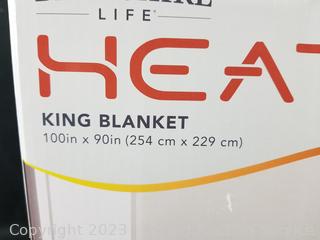 LIFE
HEAT
KING BLANKET
100in x 90in (254 cm x 229 cm)
Copyright 2023